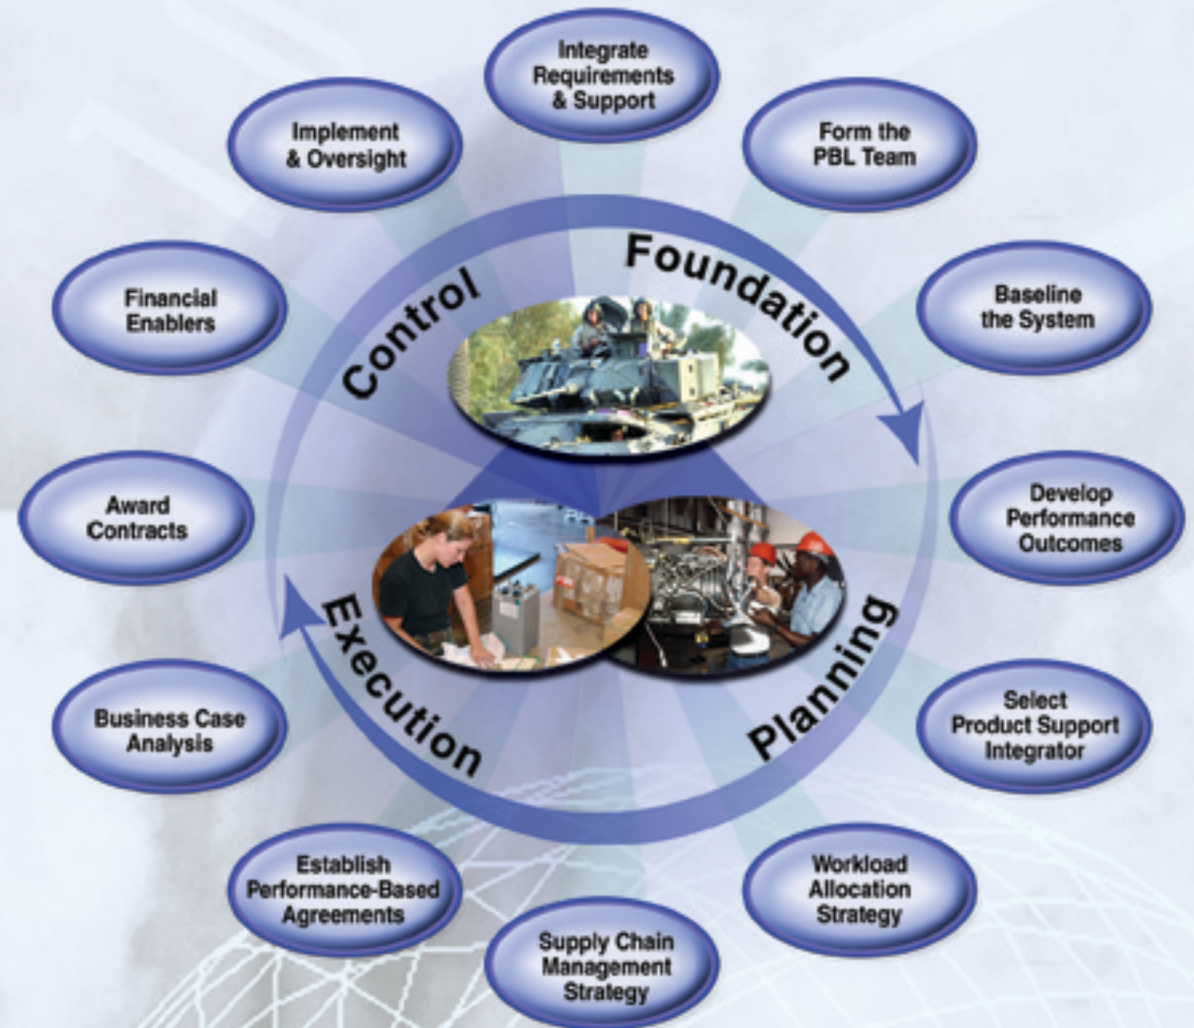 Integrate
Requirements
& Support
Form the
PBL Team
Baseline
the System
Develop
Performance
Outcomes
Select
Product Support
Integrator
Workload
Allocation
Strategy
Supply Chain
Management
Strategy
Establish
Performance-Based
Agreements
Business Case
Analysis
Award
Contracts
Financial
Enablers
Implement
& Oversight
Foundation
Planning
Execution
Control